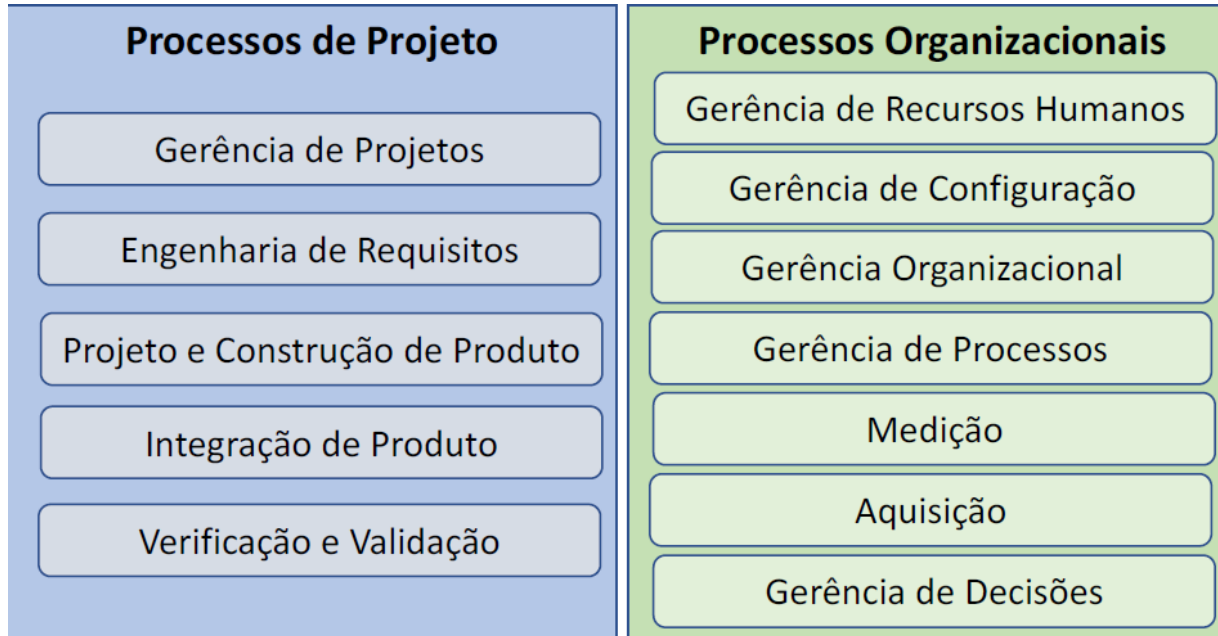 Processos de Projeto
Gerência de Projetos
Engenharia de Requisitos
Projeto e Construção de Produto
Integração de Produto
Verificação e Validação
Processos Organizacionais
Gerência de Recursos Humanos
Gerência de Configuração
Gerência Organizacional
Gerência de Processos
Medição
Aquisição
Gerência de Decisões